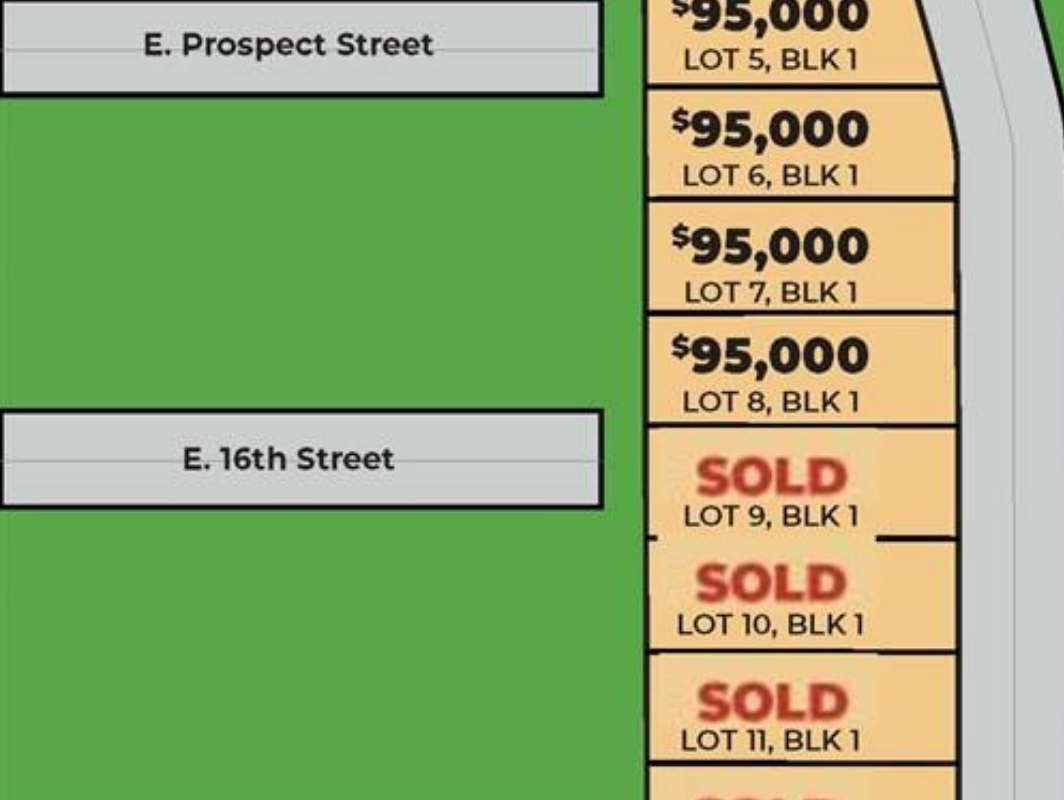 E. Prospect Street
$95,000
LOT 5, BLK 1
$95,000
LOT 6, BLK 1
$95,000
LOT 7, BLK 1
$95,000
LOT 8, BLK 1
E. 16th Street
SOLD
LOT 9, BLK 1
SOLD
LOT 10, BLK 1
SOLD
LOT 11, BLK 1